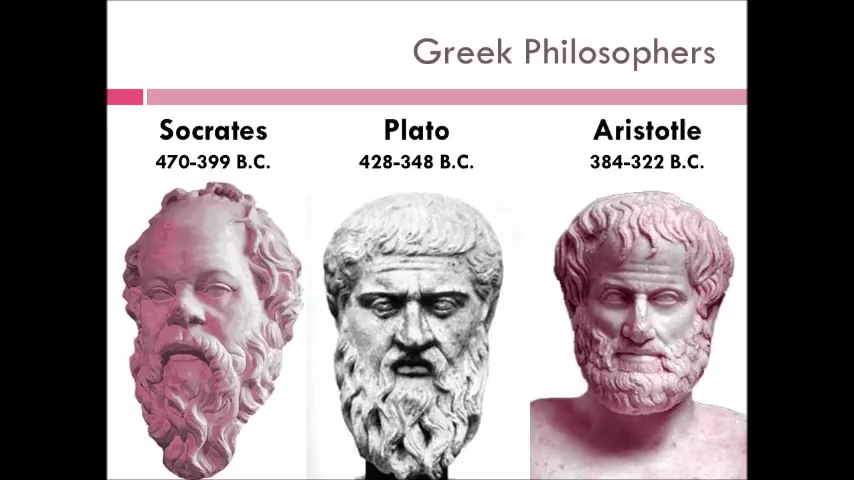 Greek Philosophers
Socrates
470-399 B.C.
Plato
428-348 B.C.
Aristotle
384-322 B.C.